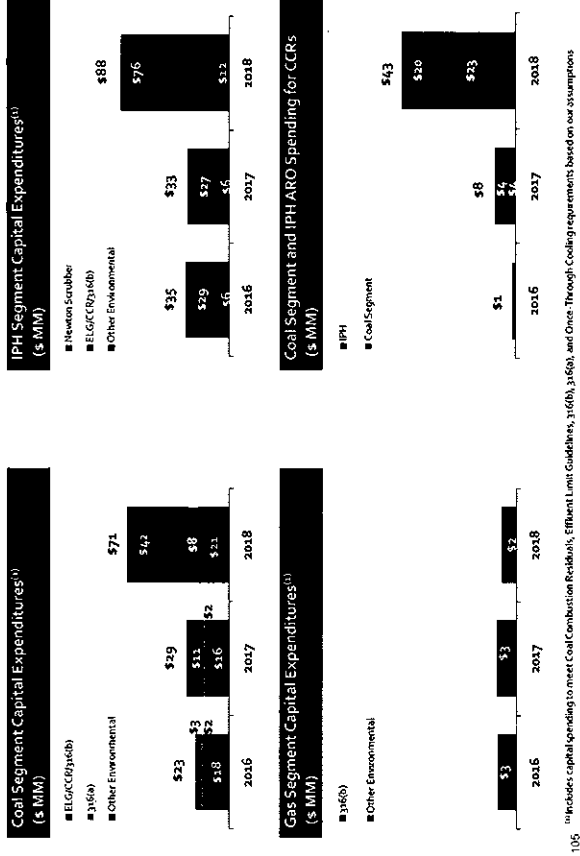 Coal Segment Capital Expenditures(1)
($ MM)
■ ELG/CCR/316(b)
■ 316(a)
■ Other Environmental
$23
$3
$2
$18
2016
$29
$11
$2
$16
2017
$71
$42
$8
$21
2018
IPH Segment Capital Expenditures(1)
($ MM)
■ Newton Scrubber
■ ELG/CCR/316(b)
■ Other Environmental
$35
$29
$6
2016
$33
$27
$6
2017
$88
$76
$12
2018
Gas Segment Capital Expenditures(1)
($ MM)
■ 316(b)
■ Other Environmental
$3
2016
$3
2017
$2
2018
Coal Segment and IPH ARO Spending for CCRs
($ MM)
■ IPH
■ Coal Segment
$1
2016
$8
$4
$4
2017
$43
$20
$23
2018
(1) Includes capital spending to meet Coal Combustion Residuals, Effluent Limit Guidelines, 316(b), 316(a), and Once-Through Cooling requirements based on our assumptions